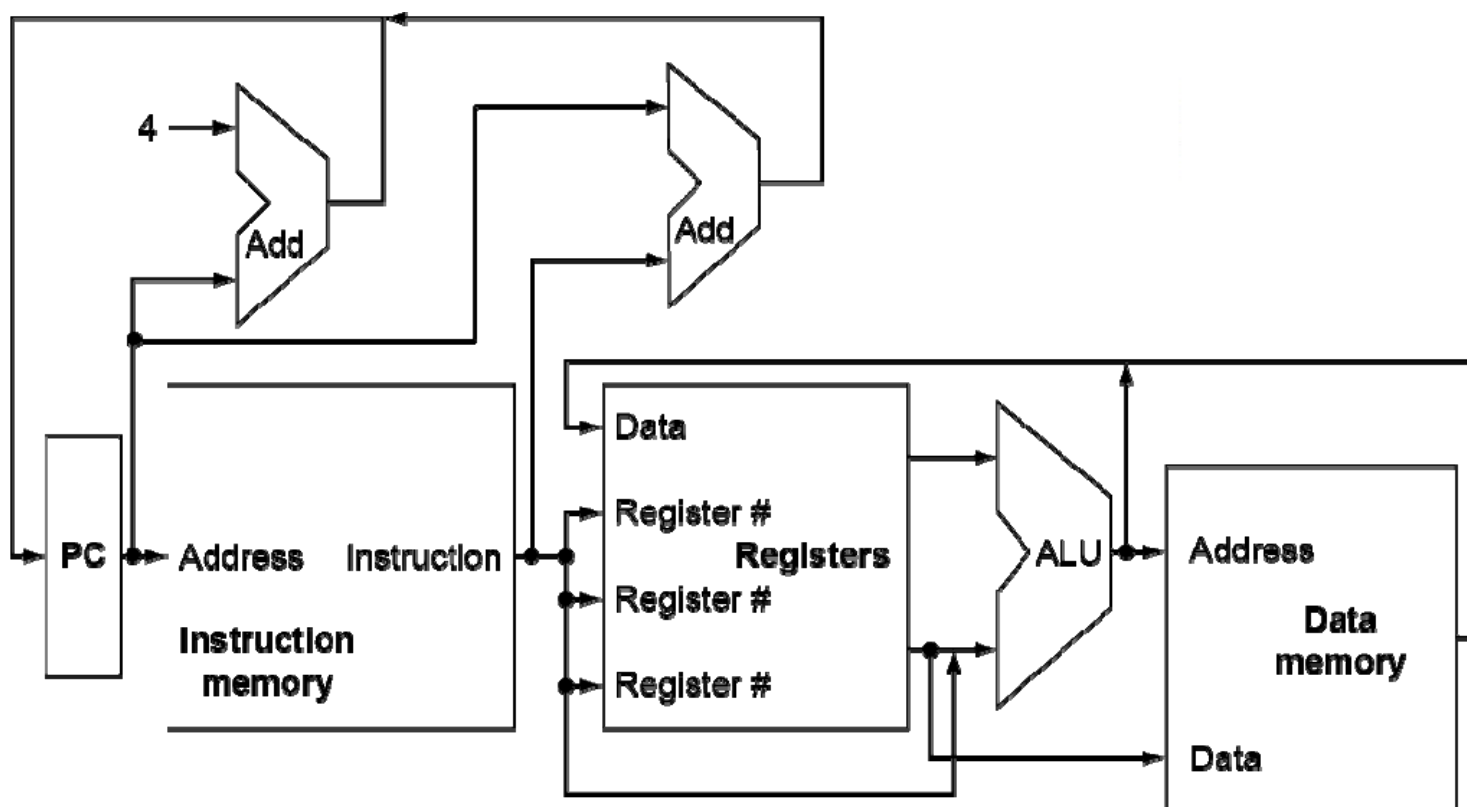 4
Add
Add
Data
Register #
PC
Address
Instruction
Registers
ALU
Address
Register #
Instruction
memory
Data
memory
Register #
Data